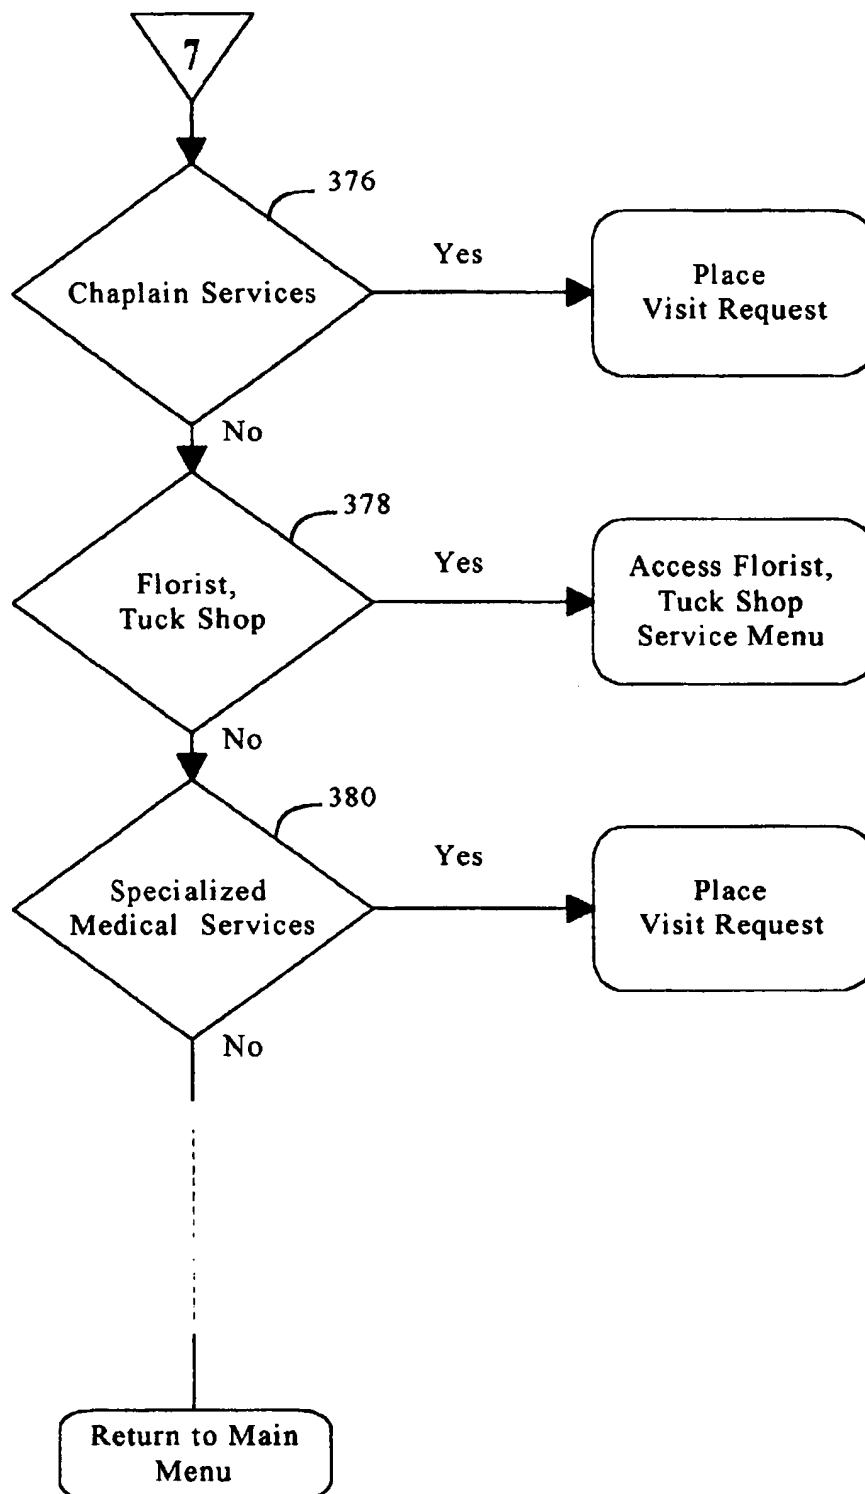 7
376
Chaplain Services
Yes
Place
Visit Request
No
378
Florist,
Tuck Shop
Yes
Access Florist,
Tuck Shop
Service Menu
No
380
Specialized
Medical Services
Yes
Place
Visit Request
No
Return to Main
Menu